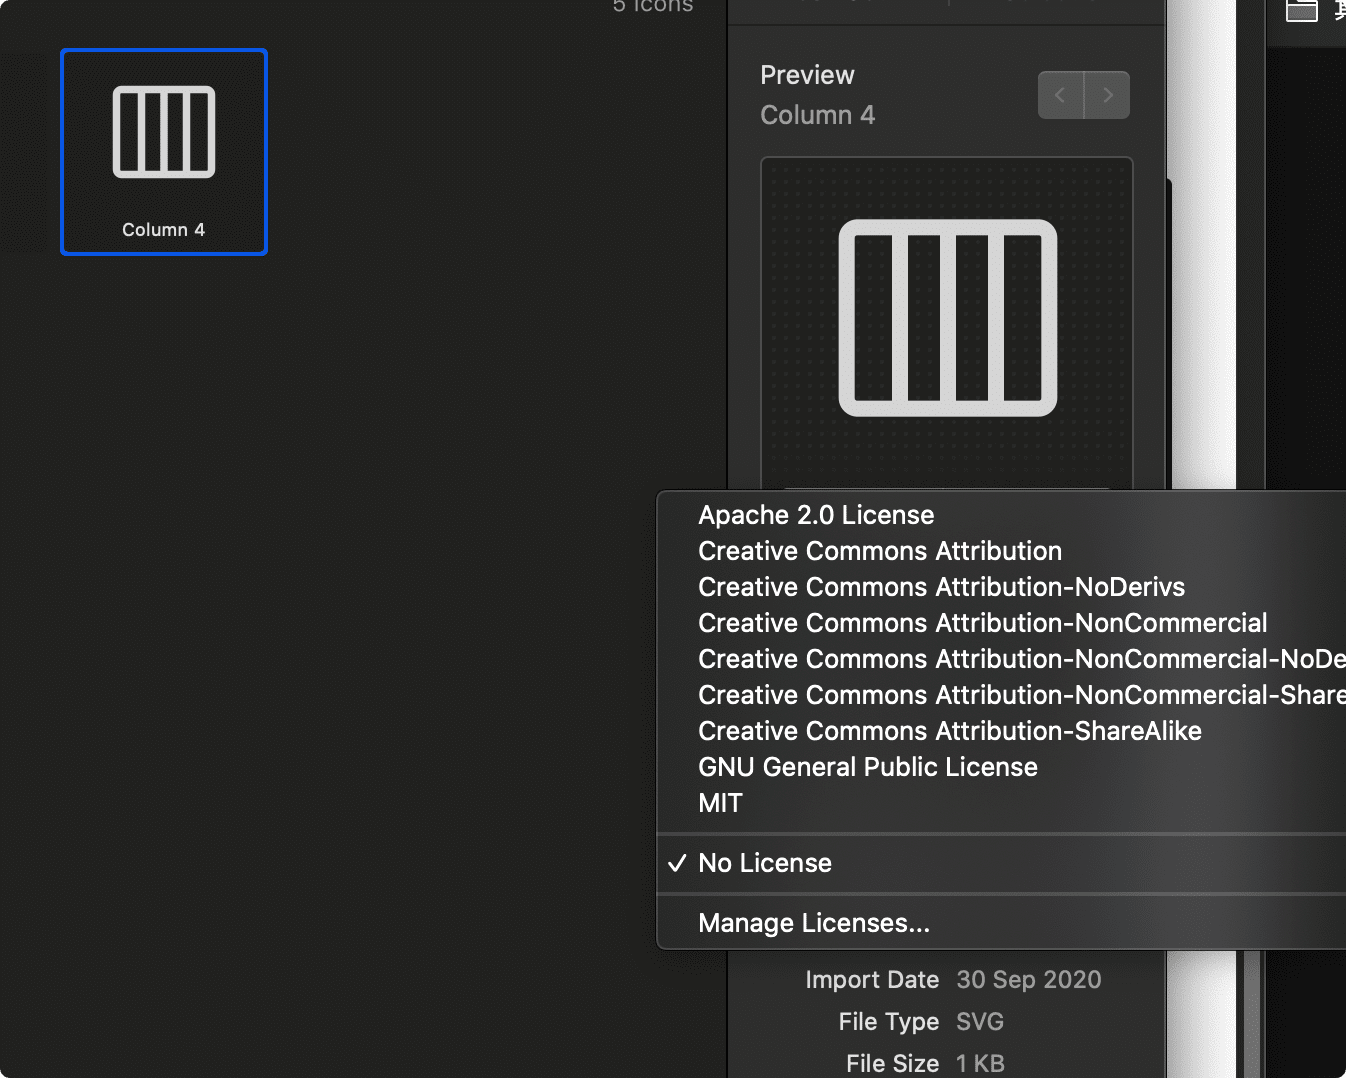 5 Icons
Column 4
Preview
Column 4
Apache 2.0 License
Creative Commons Attribution
Creative Commons Attribution-NoDerivs
Creative Commons Attribution-NonCommercial
Creative Commons Attribution-NonCommercial-NoDe
Creative Commons Attribution-NonCommercial-Share
Creative Commons Attribution-ShareAlike
GNU General Public License
MIT
No License
Manage Licenses...
Import Date 30 Sep 2020
File Type SVG
File Size 1 KB